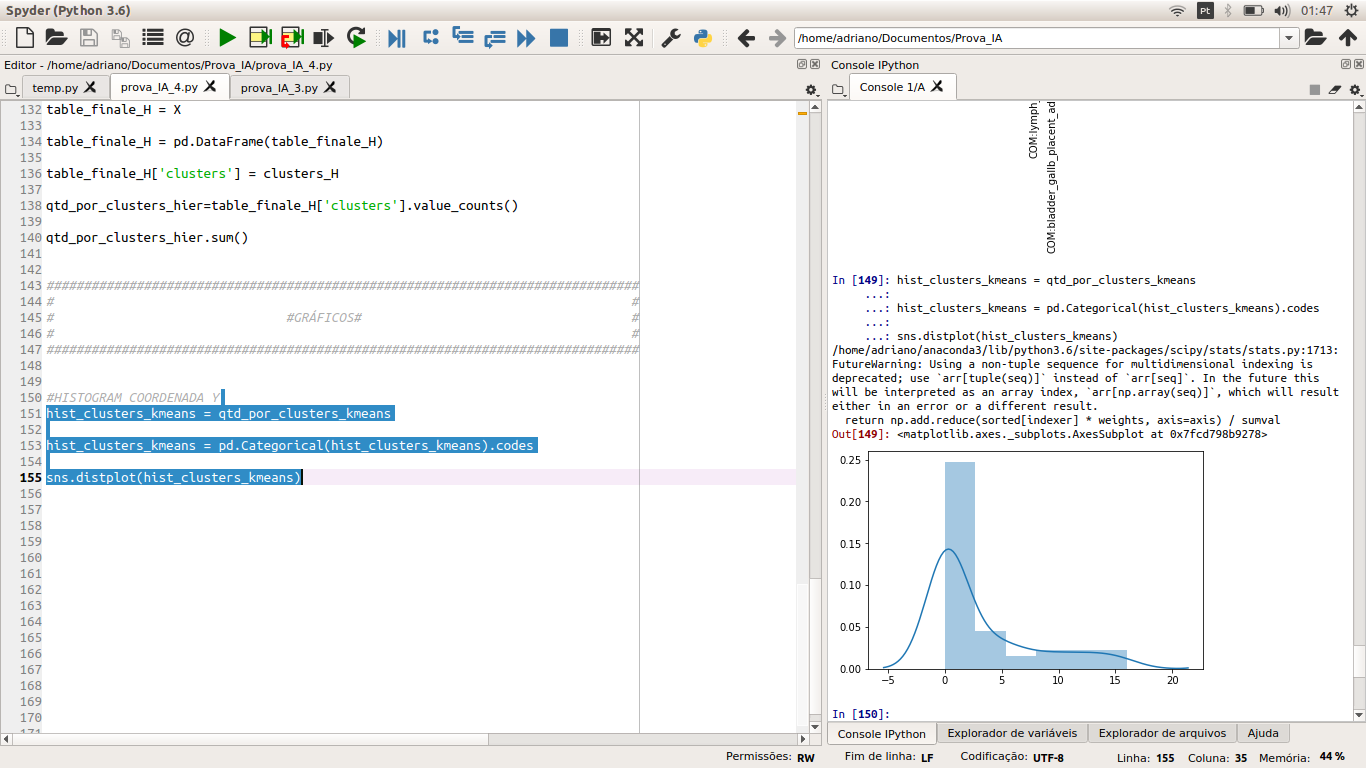 Spyder (Python 3.6)
Pt
01:47
/home/adriano/Documentos/Prova_IA
Editor - /home/adriano/Documentos/Prova_IA/prova_IA_4.py
temp.py
prova_IA_4.py
prova_IA_3.py
132 table_finale_H = X
133
134 table_finale_H = pd.DataFrame(table_finale_H)
135
136 table_finale_H['clusters'] = clusters_H
137
138 qtd_por_clusters_hier=table_finale_H['clusters'].value_counts()
139
140 qtd_por_clusters_hier.sum()
141
142
143 ###############################################################################
144 # #
145 # #GRÁFICOS# #
146 # #
147 ###############################################################################
148
149
150 #HISTOGRAM COORDENADA Y
151 hist_clusters_kmeans = qtd_por_clusters_kmeans
152
153 hist_clusters_kmeans = pd.Categorical(hist_clusters_kmeans).codes
154
155 sns.distplot(hist_clusters_kmeans)
156
157
158
159
160
161
162
163
164
165
166
167
168
169
170
171
Console IPython
Console 1/A
COM:lymph_
COM:bladder_gallb_placent_ad
In [149]: hist_clusters_kmeans = qtd_por_clusters_kmeans
...:
...: hist_clusters_kmeans = pd.Categorical(hist_clusters_kmeans).codes
...:
...: sns.distplot(hist_clusters_kmeans)
/home/adriano/anaconda3/lib/python3.6/site-packages/scipy/stats/stats.py:1713:
FutureWarning: Using a non-tuple sequence for multidimensional indexing is
deprecated; use `arr[tuple(seq)]` instead of `arr[seq]`. In the future this
will be interpreted as an array index, `arr[np.array(seq)]`, which will result
either in an error or a different result.
return np.add.reduce(sorted[indexer] * weights, axis=axis) / sumval
Out[149]: <matplotlib.axes._subplots.AxesSubplot at 0x7fcd798b9278>
0.25
0.20
0.15
0.10
0.05
0.00
−5 0 5 10 15 20
In [150]:
Console IPython
Explorador de variáveis
Explorador de arquivos
Ajuda
Permissões: RW
Fim de linha: LF
Codificação: UTF-8
Linha: 155
Coluna: 35
Memória: 44 %